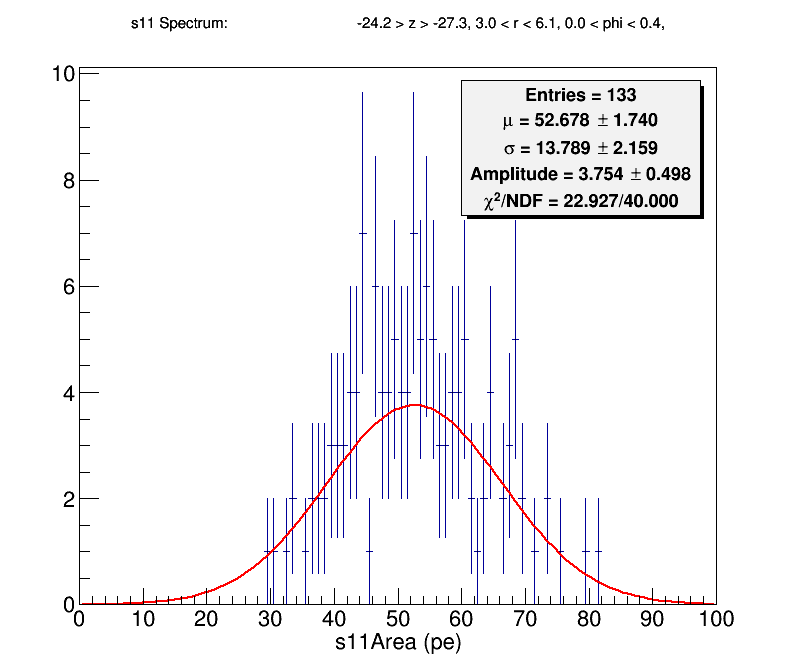 s11 Spectrum: -24.2 > z > -27.3, 3.0 < r < 6.1, 0.0 < phi < 0.4,
Entries = 133
μ = 52.678 ± 1.740
σ = 13.789 ± 2.159
Amplitude = 3.754 ± 0.498
χ²/NDF = 22.927/40.000
10
8
6
4
2
0
0 10 20 30 40 50 60 70 80 90 100
s11Area (pe)